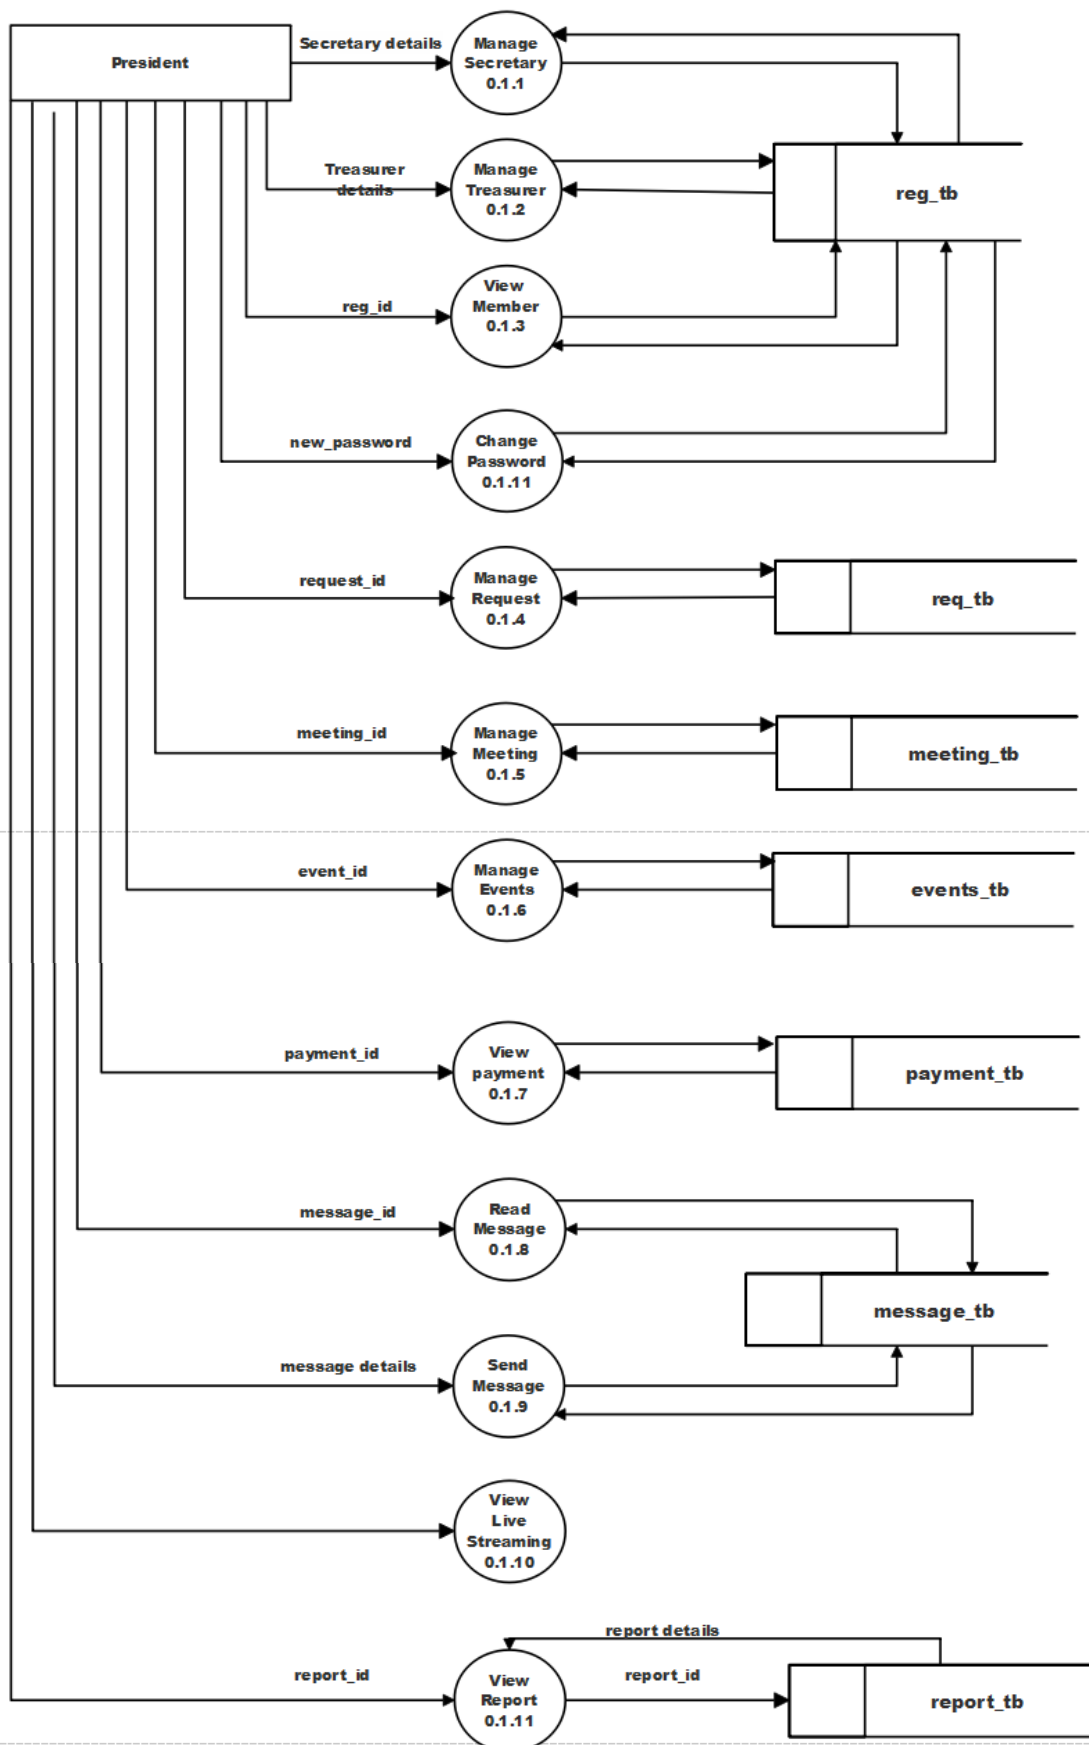 President
Secretary details
Manage
Secretary
0.1.1
Treasurer
details
Manage
Treasurer
0.1.2
reg_tb
reg_id
View
Member
0.1.3
new_password
Change
Password
0.1.11
request_id
Manage
Request
0.1.4
req_tb
meeting_id
Manage
Meeting
0.1.5
meeting_tb
event_id
Manage
Events
0.1.6
events_tb
payment_id
View
payment
0.1.7
payment_tb
message_id
Read
Message
0.1.8
message_tb
message details
Send
Message
0.1.9
View
Live
Streaming
0.1.10
report details
report_id
View
Report
0.1.11
report_id
report_tb